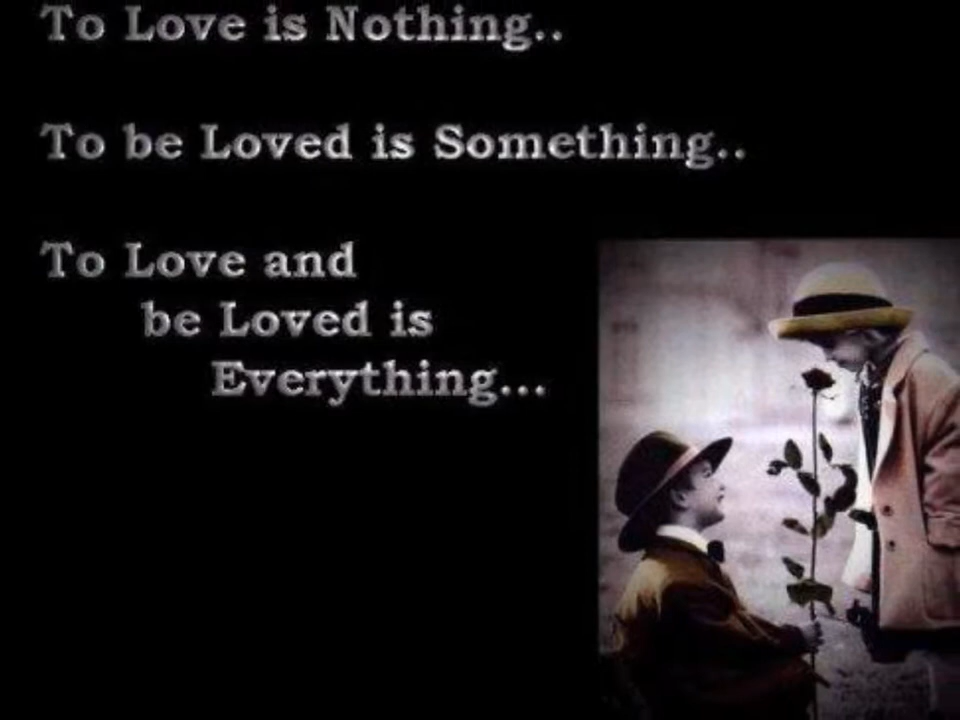 To Love is Nothing..
To be Loved is Something..
To Love and
be Loved is
Everything...